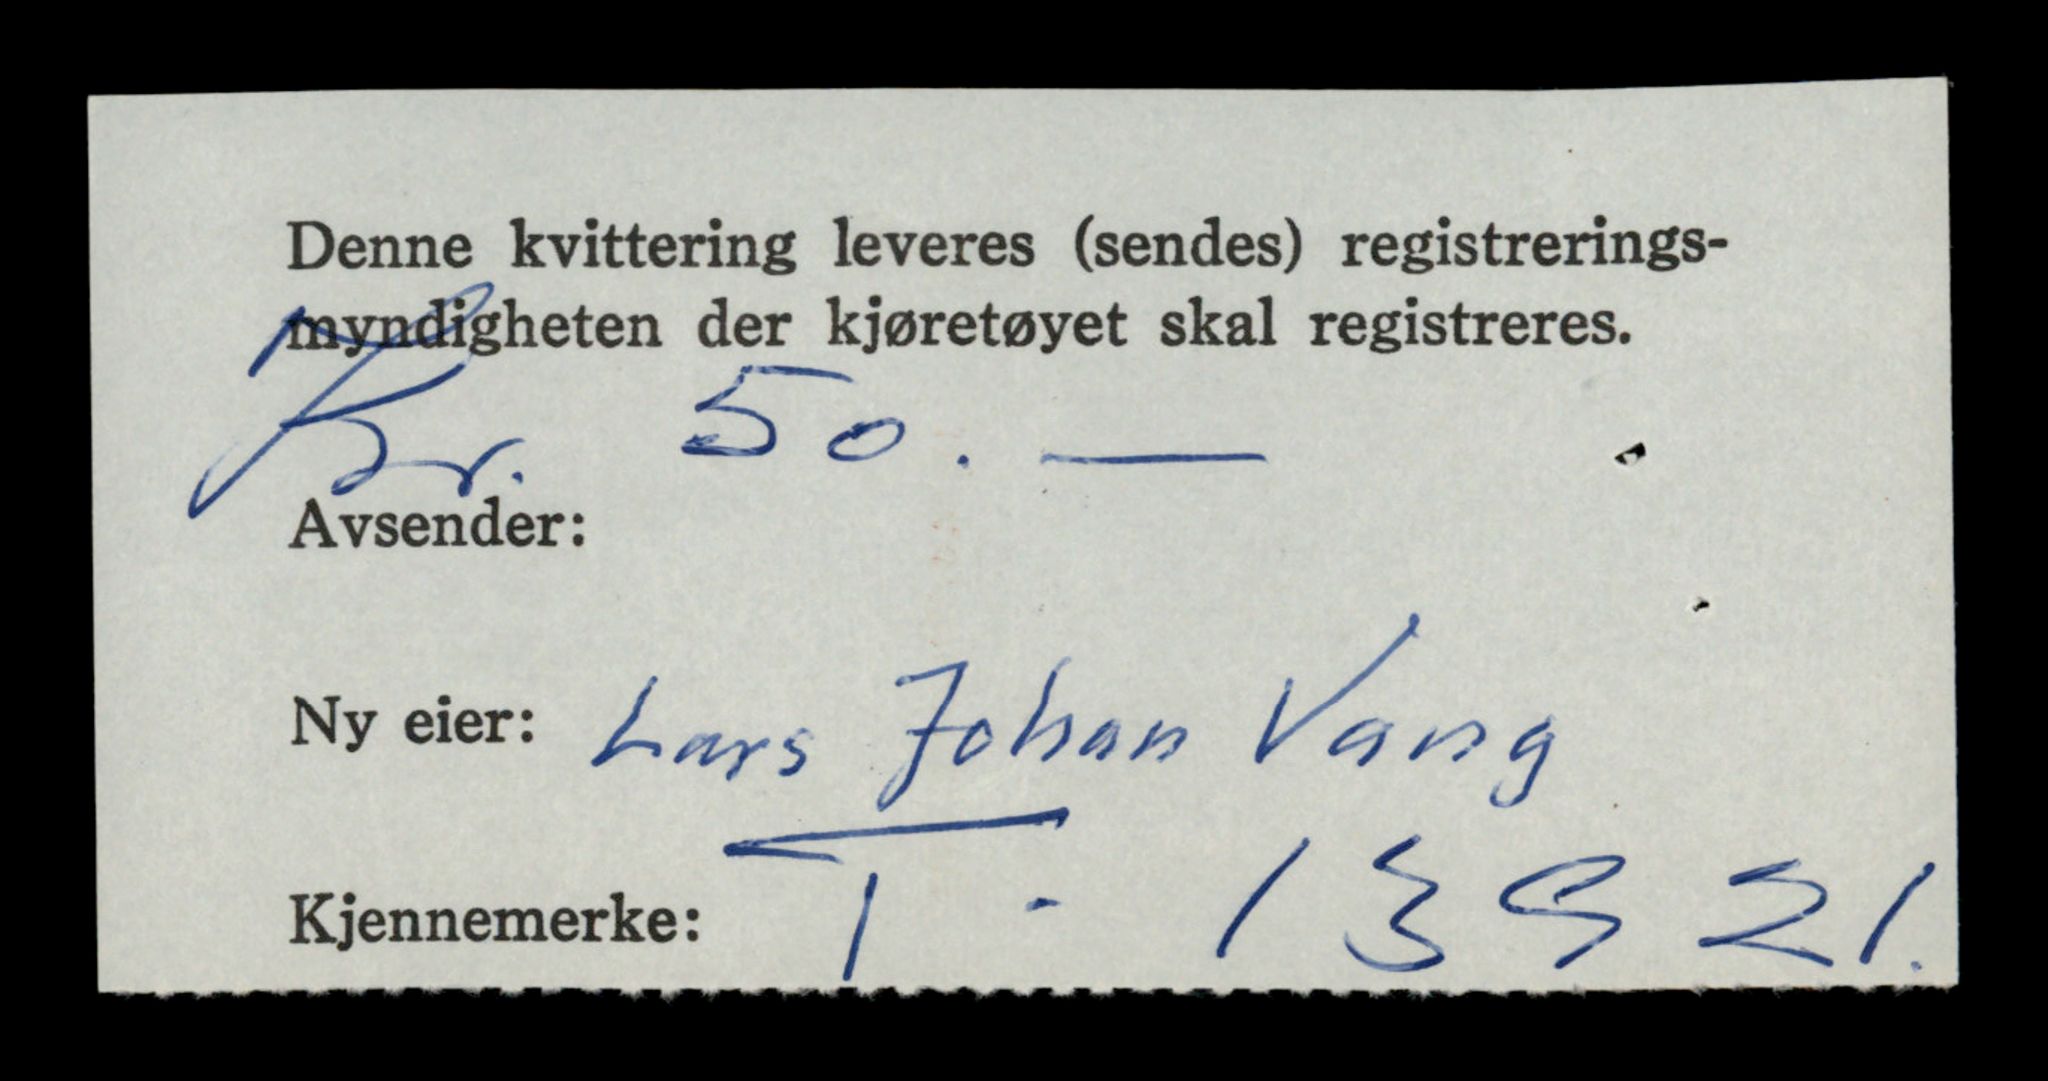 Denne kvittering leveres (sendes) registrerings-
myndigheten der kjøretøyet skal registreres.
Kr. 50. —
Avsender:
Ny eier: Lars Johan Vang
Kjennemerke: T - 13921.